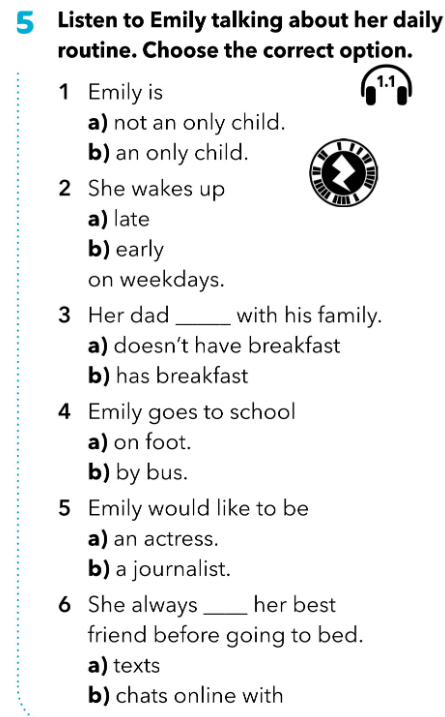 5 Listen to Emily talking about her daily
routine. Choose the correct option.
1.1
1 Emily is
a) not an only child.
b) an only child.
2 She wakes up
a) late
b) early
on weekdays.
3 Her dad _____ with his family.
a) doesn't have breakfast
b) has breakfast
4 Emily goes to school
a) on foot.
b) by bus.
5 Emily would like to be
a) an actress.
b) a journalist.
6 She always ____ her best
friend before going to bed.
a) texts
b) chats online with